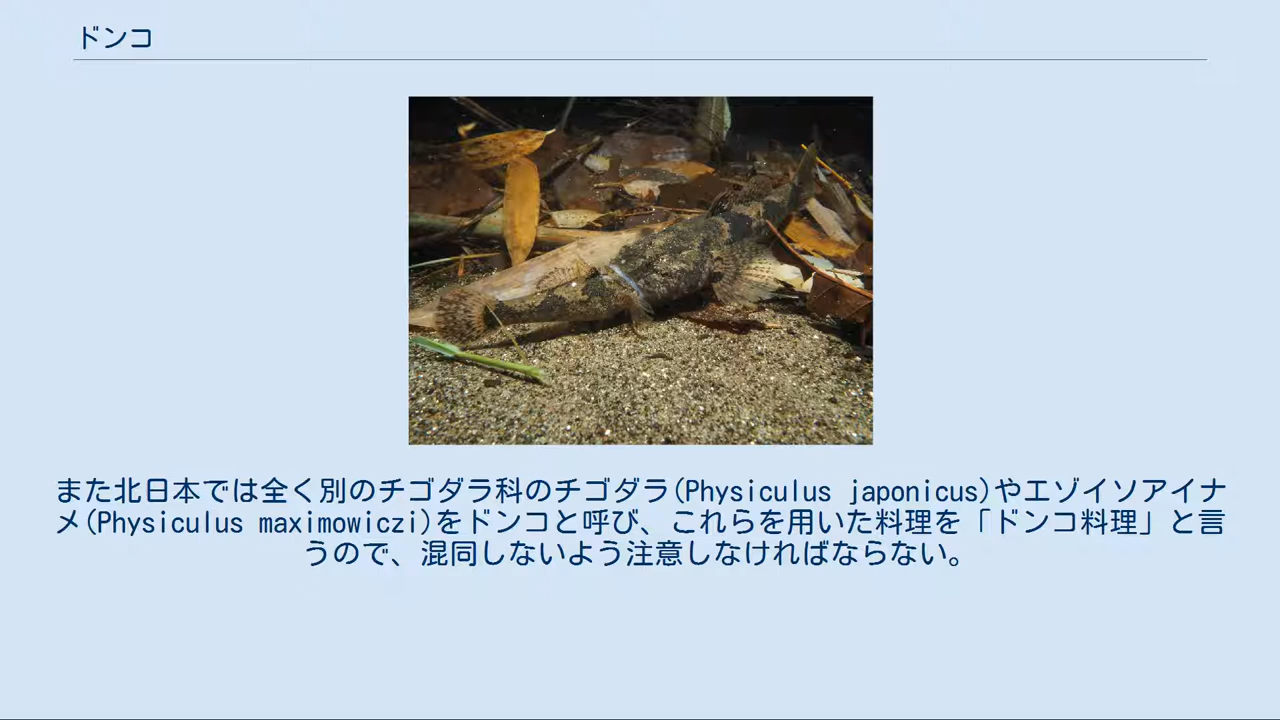 ドンコ
また北日本では全く別のチゴダラ科のチゴダラ(Physiculus japonicus)やエゾイソアイナ
メ(Physiculus maximowiczi)をドンコと呼び、これらを用いた料理を「ドンコ料理」と言
うので、混同しないよう注意しなければならない。